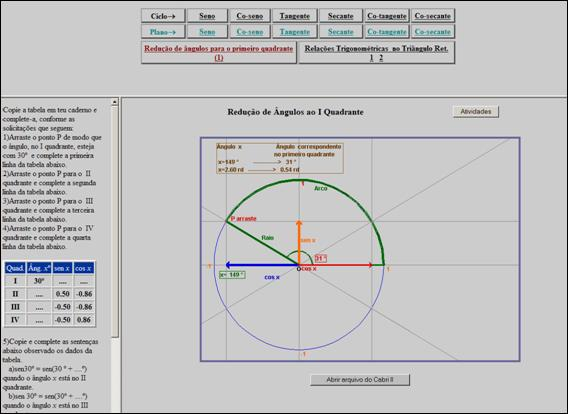 Ciclo→ Seno Co-seno Tangente Secante Co-tangente Co-secante
Plano→ Seno Co-seno Tangente Secante Co-tangente Co-secante
Redução de ângulos para o primeiro quadrante
(1)
Relações Trigonométricas no Triângulo Ret.
1 2
Copie a tabela em teu caderno e
complete-a, conforme as
solicitações que seguem:
1)Arraste o ponto P de modo que
o ângulo, no I quadrante, esteja
com 30° e complete a primeira
linha da tabela abaixo.
2)Arraste o ponto P para o II
quadrante e complete a segunda
linha da tabela abaixo.
3)Arraste o ponto P para o III
quadrante e complete a terceira
linha da tabela abaixo.
4)Arraste o ponto P para o IV
quadrante e complete a quarta
linha da tabela abaixo.
Quad. Âng. xº sen x cos x
I 30° .... ....
II .... 0.50 -0.86
III .... -0.50 -0.86
IV .... -0.50 0.86
5)Copie e complete as sentenças
abaixo observado os dados da
tabela.
a)sen30° = sen(30 ° + ....°)
quando o ângulo x está no II
quadrante.
b)sen 30° = sen(30° + ....°)
quando o ângulo x está no III
Redução de Ângulos ao I Quadrante
Atividades
Ângulo x Ângulo correspondente
no primeiro quadrante
x=149 ° ----------> 31 °
x=2.60 rd ----------> 0.54 rd
1
Arco
P arraste
Raio
sen x
31 °
-1
o
cos x
1
x= 149 °
cos x
-1
Abrir arquivo do Cabri II